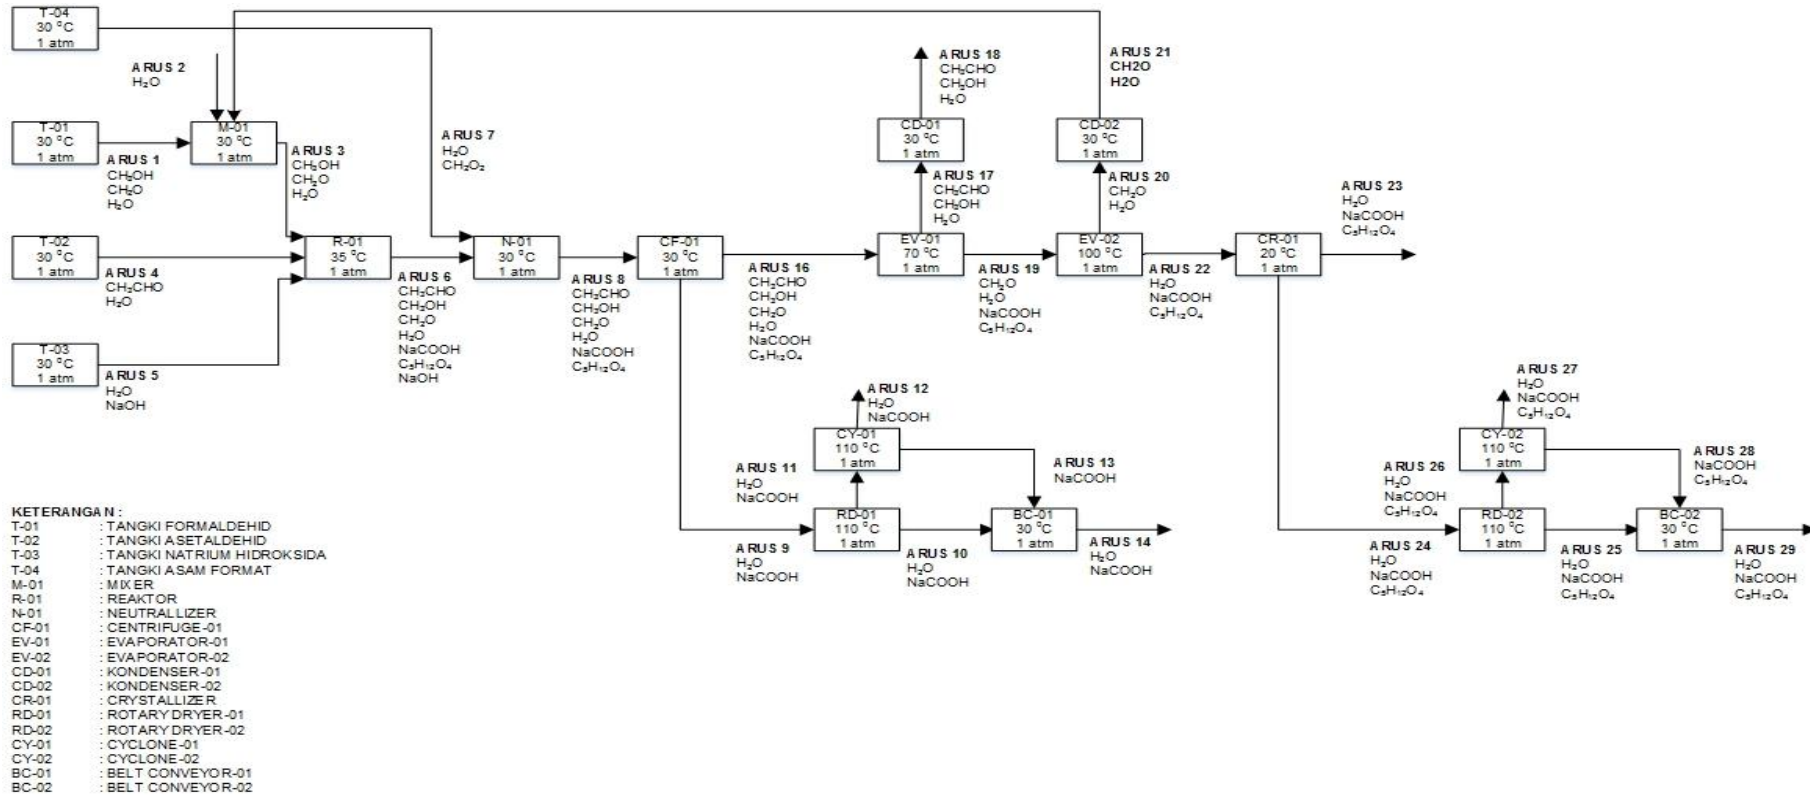 T-04
30 °C
1 atm
ARUS 2
H₂O
T-01
30 °C
1 atm
ARUS 1
CH₃OH
CH₂O
H₂O
M-01
30 °C
1 atm
ARUS 3
CH₃OH
CH₂O
H₂O
ARUS 7
H₂O
CH₂O₂
T-02
30 °C
1 atm
ARUS 4
CH₃CHO
H₂O
T-03
30 °C
1 atm
ARUS 5
H₂O
NaOH
R-01
35 °C
1 atm
ARUS 6
CH₃CHO
CH₃OH
CH₂O
H₂O
NaCOOH
C₅H₁₂O₄
NaOH
N-01
30 °C
1 atm
ARUS 8
CH₃CHO
CH₃OH
CH₂O
H₂O
NaCOOH
C₅H₁₂O₄
CF-01
30 °C
1 atm
ARUS 16
CH₃CHO
CH₃OH
CH₂O
H₂O
NaCOOH
C₅H₁₂O₄
ARUS 18
CH₃CHO
CH₃OH
H₂O
CD-01
30 °C
1 atm
ARUS 17
CH₃CHO
CH₃OH
H₂O
EV-01
70 °C
1 atm
ARUS 19
CH₂O
H₂O
NaCOOH
C₅H₁₂O₄
ARUS 21
CH2O
H2O
CD-02
30 °C
1 atm
ARUS 20
CH₂O
H₂O
EV-02
100 °C
1 atm
ARUS 22
H₂O
NaCOOH
C₅H₁₂O₄
CR-01
20 °C
1 atm
ARUS 23
H₂O
NaCOOH
C₅H₁₂O₄
ARUS 12
H₂O
NaCOOH
CY-01
110 °C
1 atm
ARUS 11
H₂O
NaCOOH
ARUS 13
NaCOOH
ARUS 9
H₂O
NaCOOH
RD-01
110 °C
1 atm
ARUS 10
H₂O
NaCOOH
BC-01
30 °C
1 atm
ARUS 14
H₂O
NaCOOH
ARUS 27
H₂O
NaCOOH
C₅H₁₂O₄
CY-02
110 °C
1 atm
ARUS 26
H₂O
NaCOOH
C₅H₁₂O₄
ARUS 28
NaCOOH
C₅H₁₂O₄
ARUS 24
H₂O
NaCOOH
C₅H₁₂O₄
RD-02
110 °C
1 atm
ARUS 25
H₂O
NaCOOH
C₅H₁₂O₄
BC-02
30 °C
1 atm
ARUS 29
H₂O
NaCOOH
C₅H₁₂O₄
KETERANGAN :
T-01 : TANGKI FORMALDEHID
T-02 : TANGKI ASETALDEHID
T-03 : TANGKI NATRIUM HIDROKSIDA
T-04 : TANGKI ASAM FORMAT
M-01 : MIXER
R-01 : REAKTOR
N-01 : NEUTRALLIZER
CF-01 : CENTRIFUGE-01
EV-01 : EVAPORATOR-01
EV-02 : EVAPORATOR-02
CD-01 : KONDENSER-01
CD-02 : KONDENSER-02
CR-01 : CRYSTALLIZER
RD-01 : ROTARY DRYER-01
RD-02 : ROTARY DRYER-02
CY-01 : CYCLONE-01
CY-02 : CYCLONE-02
BC-01 : BELT CONVEYOR-01
BC-02 : BELT CONVEYOR-02